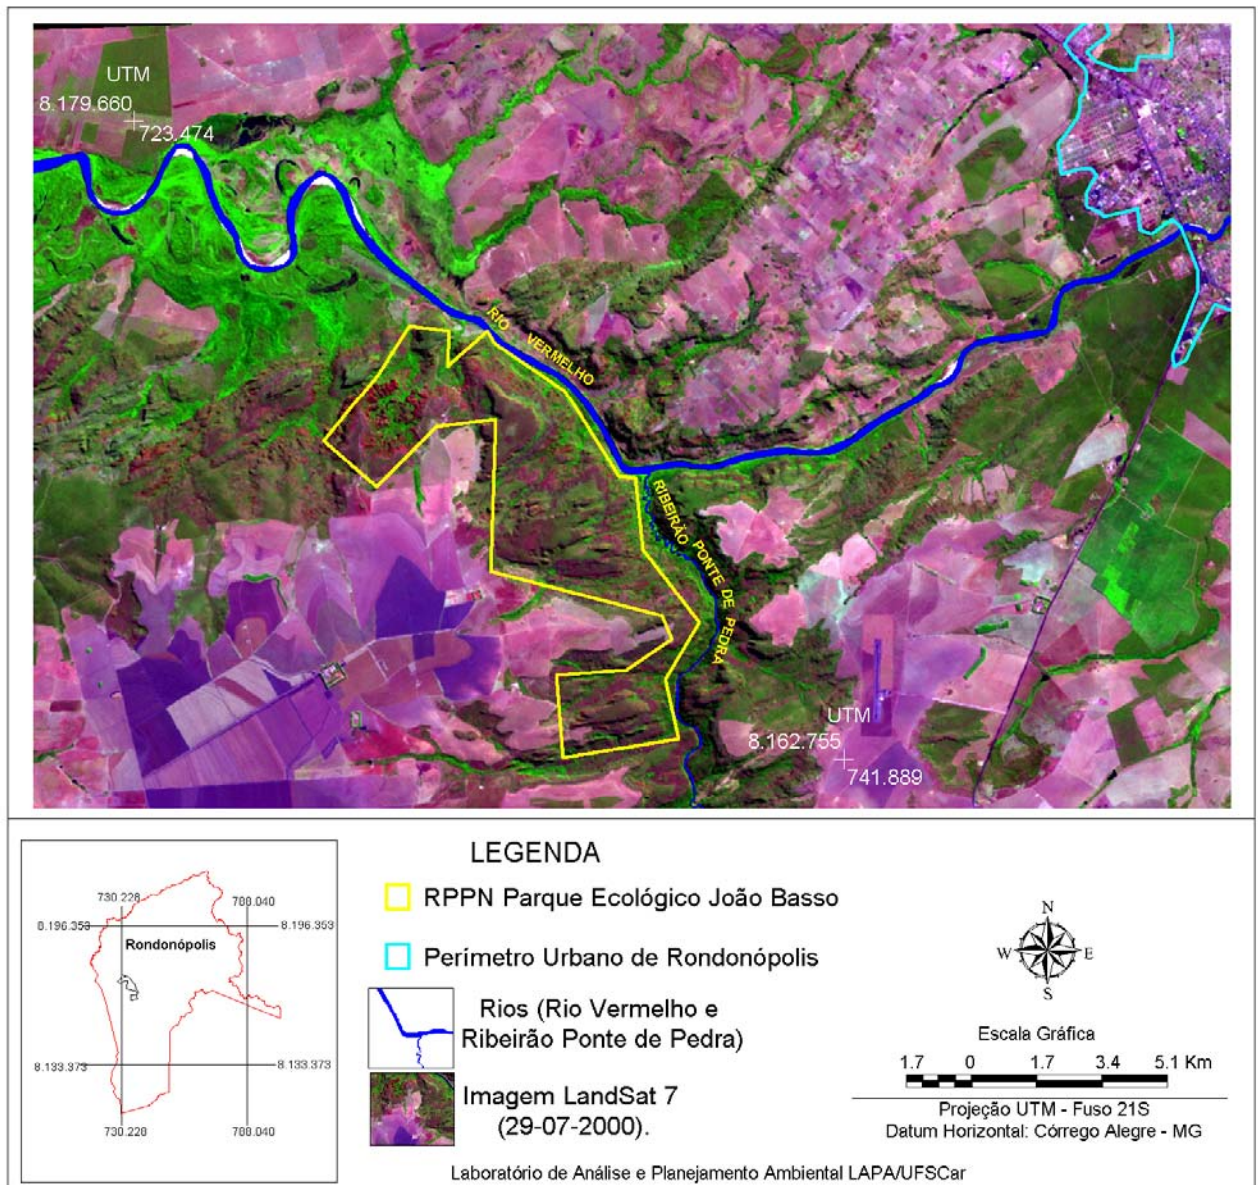 UTM
8.179.660
723.474
RIO VERMELHO
RIBEIRÃO PONTE DE PEDRA
UTM
8.162.755
741.889
730.228
788.040
8.196.353
8.196.353
Rondonópolis
8.133.373
8.133.373
730.228
788.040
LEGENDA
RPPN Parque Ecológico João Basso
Perímetro Urbano de Rondonópolis
Rios (Rio Vermelho e
Ribeirão Ponte de Pedra)
Imagem LandSat 7
(29-07-2000).
N
W
E
S
Escala Gráfica
1.7 0 1.7 3.4 5.1 Km
Projeção UTM - Fuso 21S
Datum Horizontal: Córrego Alegre - MG
Laboratório de Análise e Planejamento Ambiental LAPA/UFSCar